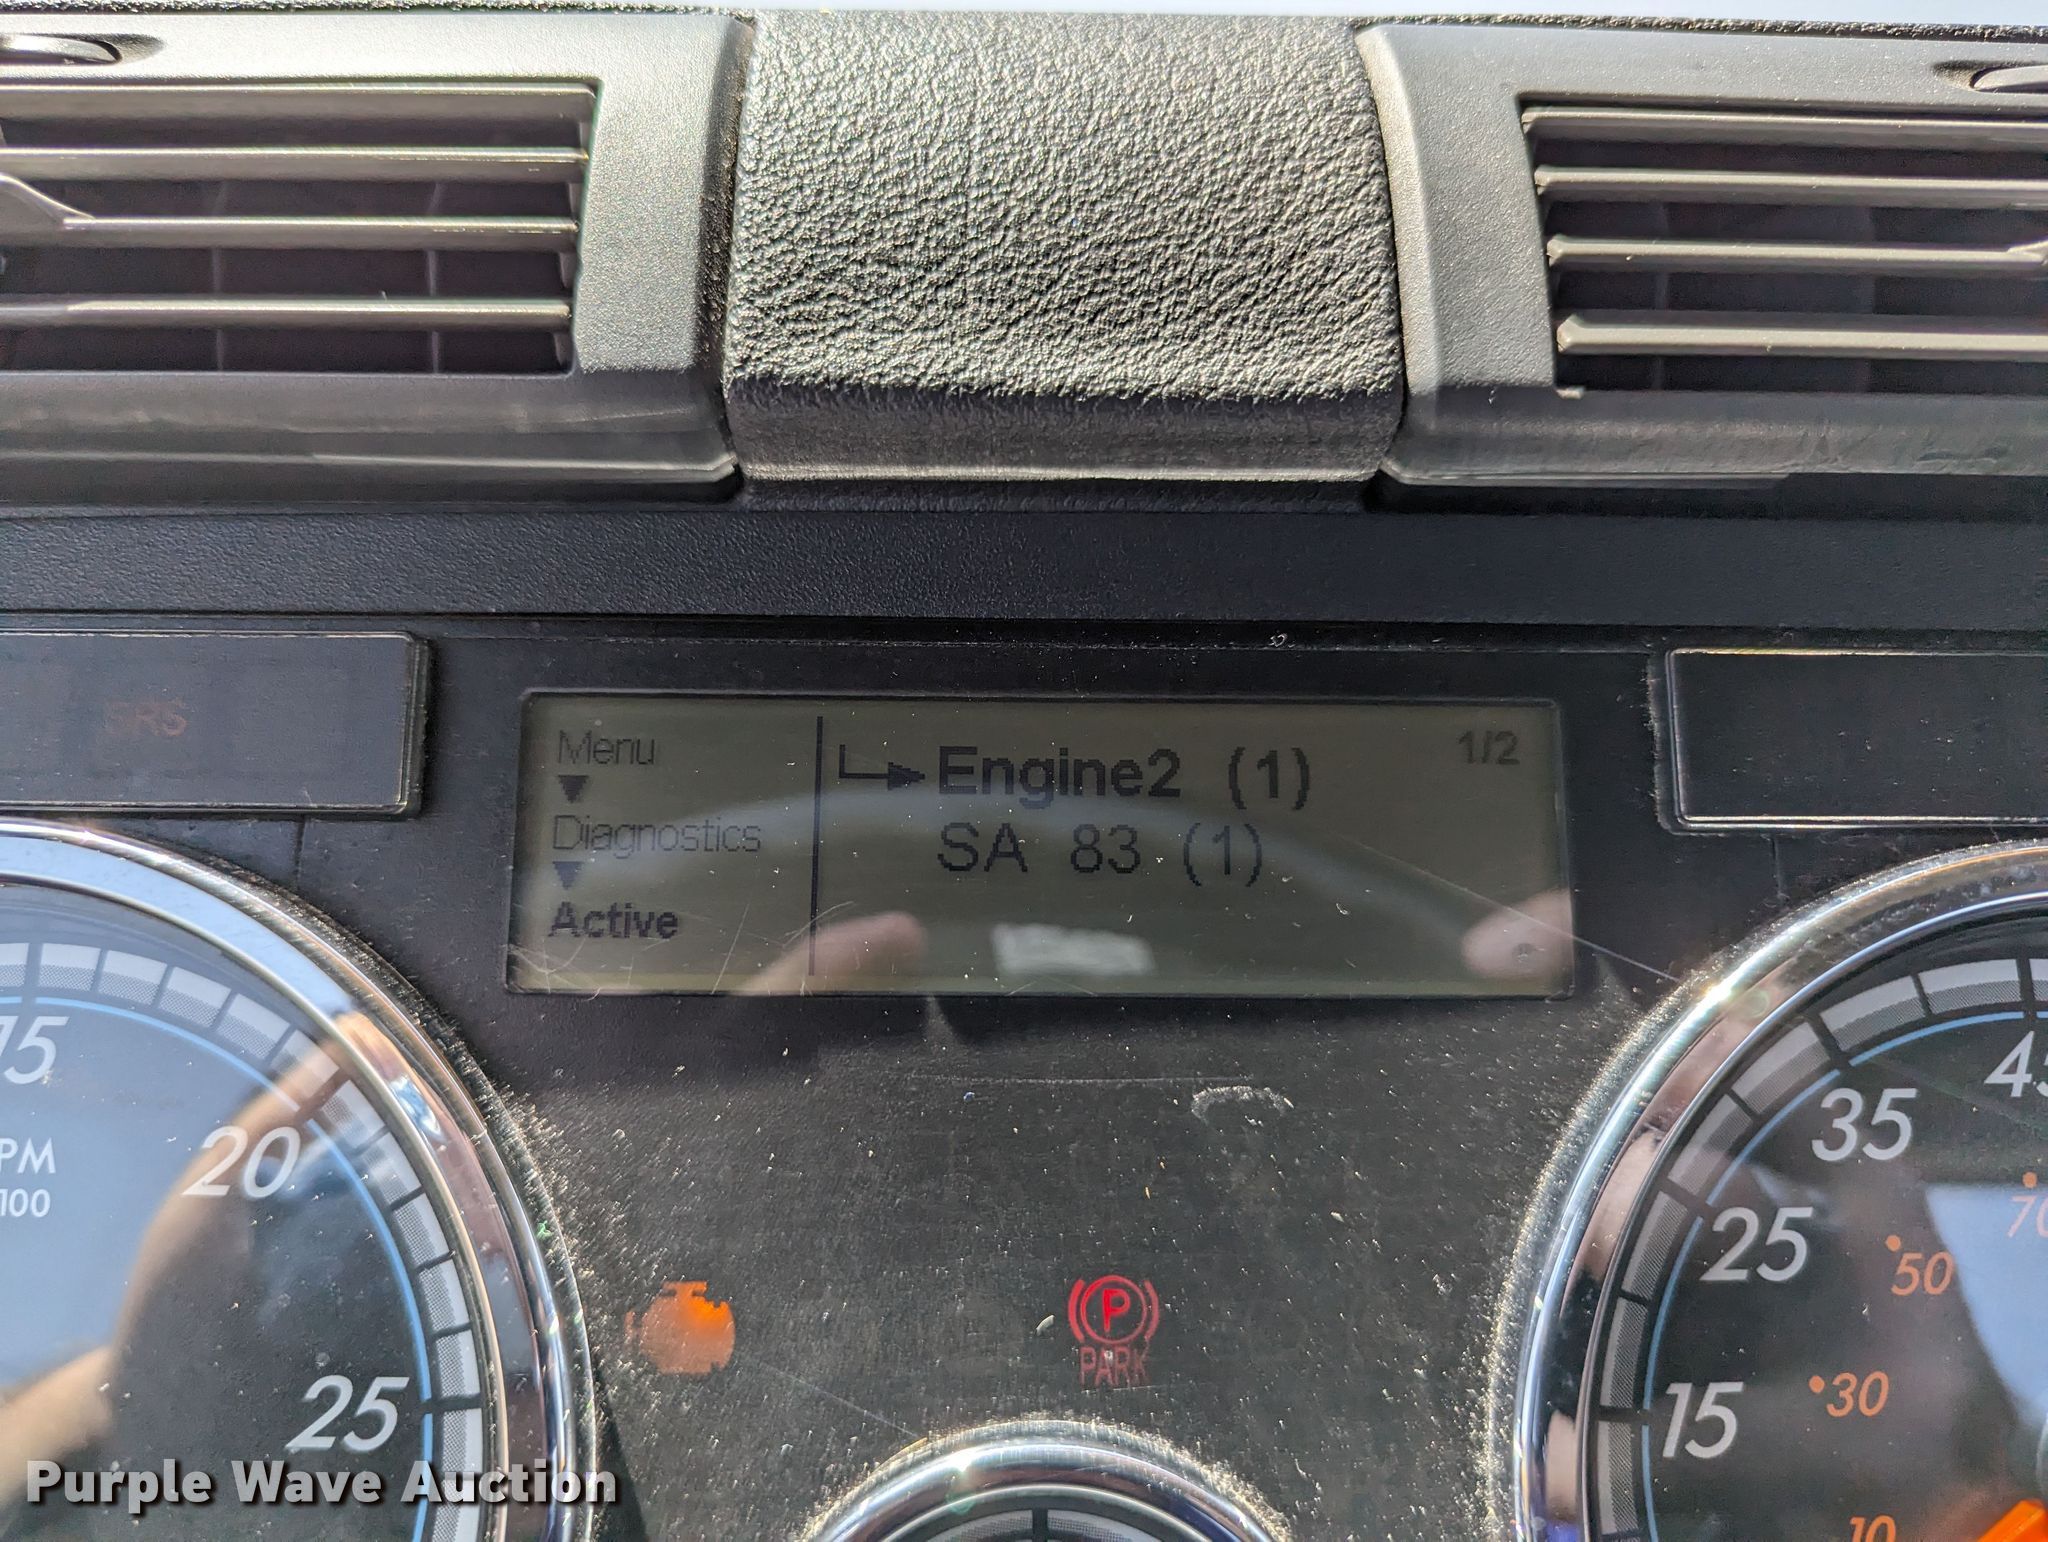 SRS
Menu
Diagnostics
Active
Engine2 (1)
SA 83 (1)
1/2
15
20
25
PM
100
PARK
P
45
35
25
15
70
50
30
10
Purple Wave Auction